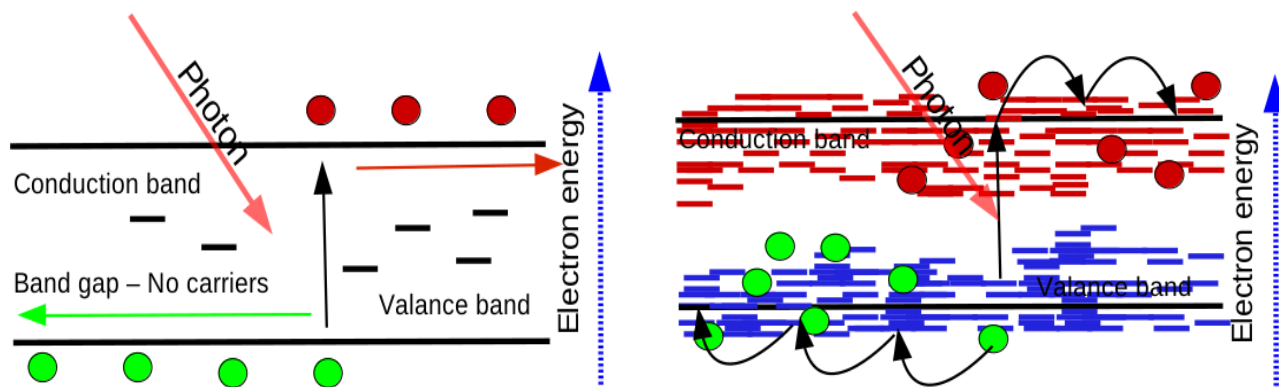 Photon
Conduction band
Band gap – No carriers
Valance band
Electron energy
Photon
Conduction band
Valance band
Electron energy